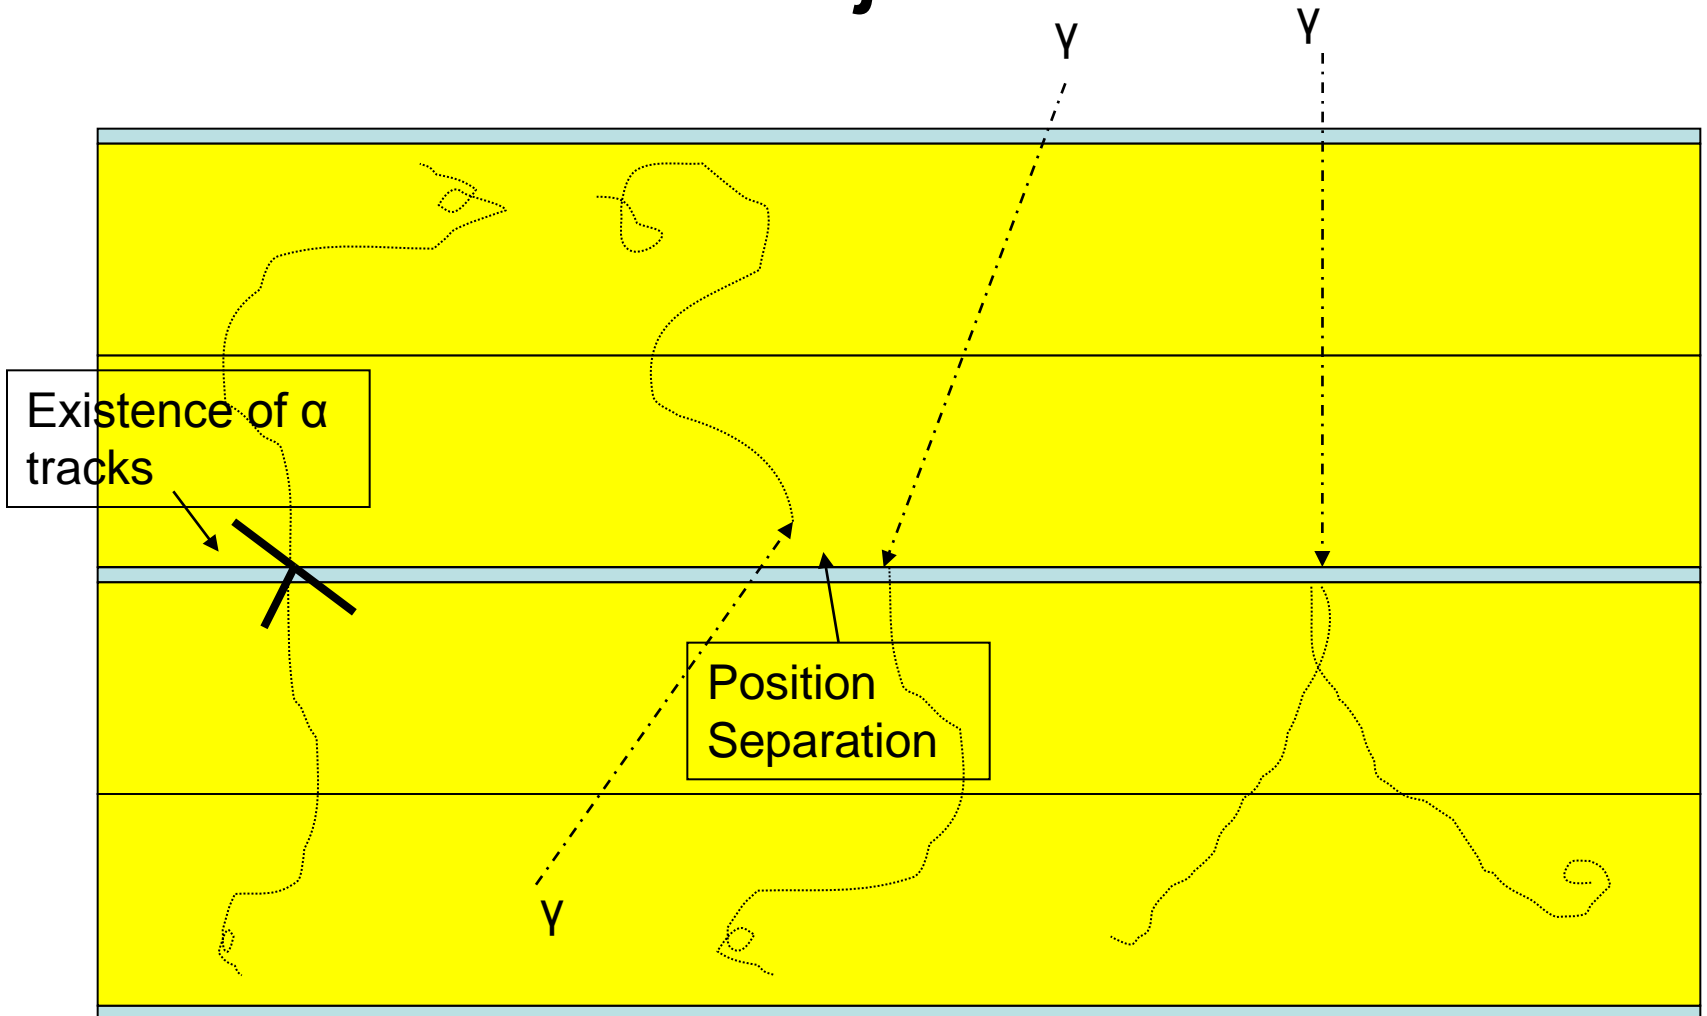 γ
γ
Existence of α
tracks
Position
Separation
γ